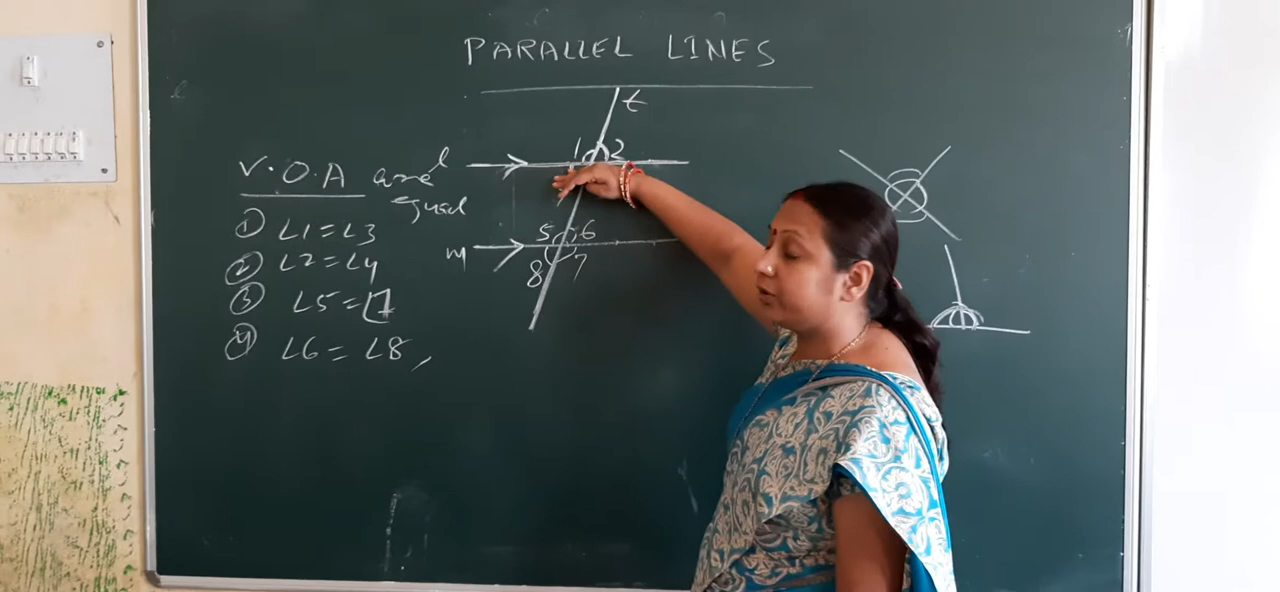 PARALLEL LINES
t
1 2
l
V.O.A are equal
① ∠1=∠3
② ∠2=∠4
③ ∠5=∠7
④ ∠6=∠8,
5 6
m
8 7